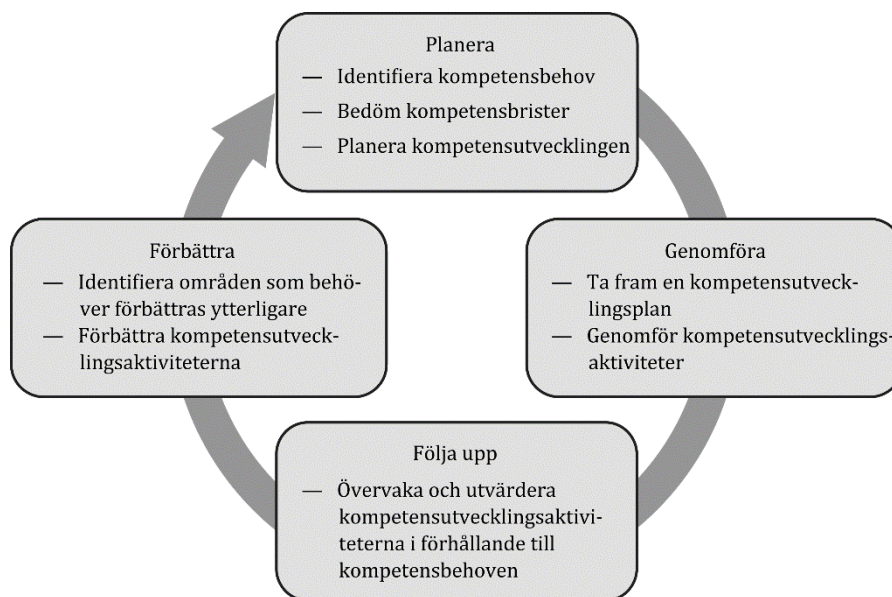 Planera
— Identifiera kompetensbehov
— Bedöm kompetensbrister
— Planera kompetensutvecklingen
Förbättra
— Identifiera områden som behö-
ver förbättras ytterligare
— Förbättra kompetensutveck-
lingsaktiviteterna
Genomföra
— Ta fram en kompetensutveck-
lingsplan
— Genomför kompetensutvecklings-
aktiviteter
Följa upp
— Övervaka och utvärdera
kompetensutvecklingsaktivi-
teterna i förhållande till
kompetensbehoven